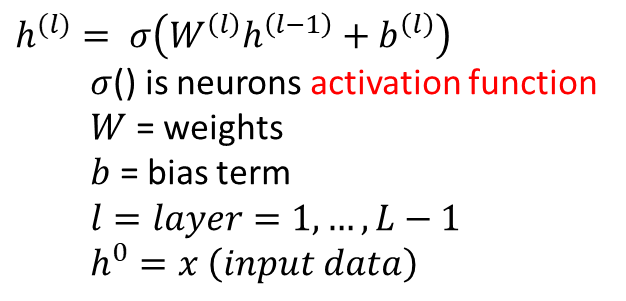 h^{(l)} = σ(W^{(l)}h^{(l−1)} + b^{(l)})
σ() is neurons activation function
W = weights
b = bias term
l = layer = 1, …, L − 1
h^0 = x (input data)